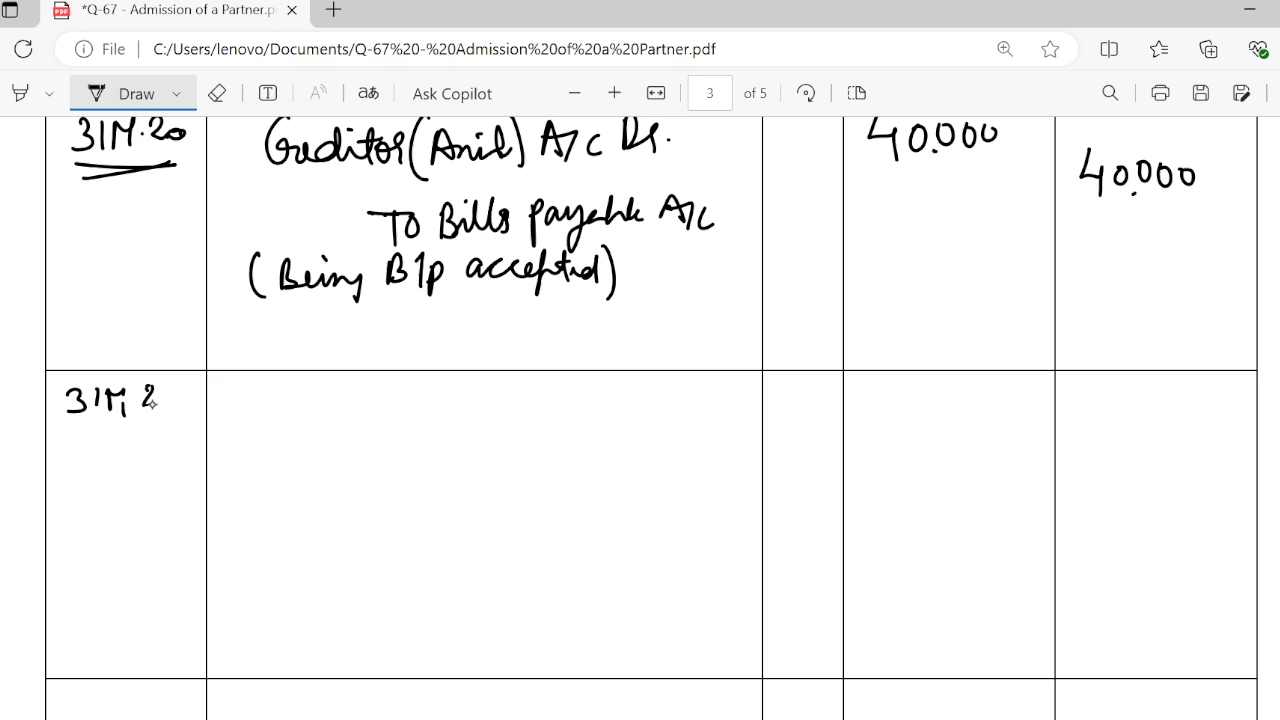 *Q-67 - Admission of a Partner.p
File
C:/Users/lenovo/Documents/Q-67%20-%20Admission%20of%20a%20Partner.pdf
Draw
Ask Copilot
3 of 5
31M.20 Creditor (Anil) A/c Dr. 40.000
40.000
To Bills payable A/c
(Being B/p accepted)
31M, 2